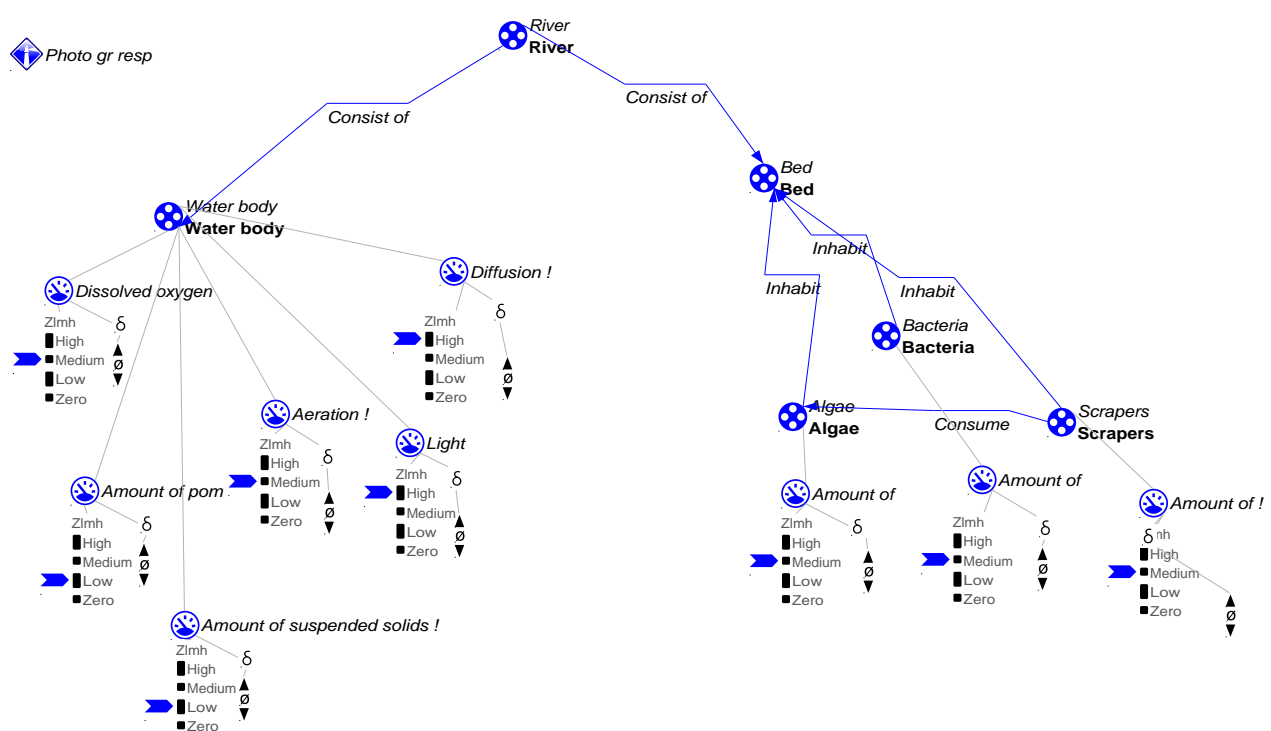 River
River
Photo gr resp
Consist of
Consist of
Bed
Bed
Water body
Water body
Inhabit
Inhabit
Inhabit
Diffusion !
δ
Zlmh
High
Medium
Low
Zero
ø
Dissolved oxygen
δ
Zlmh
High
Medium
Low
Zero
ø
Bacteria
Bacteria
Algae
Algae
Consume
Scrapers
Scrapers
Aeration !
δ
Zlmh
High
Medium
Low
Zero
ø
Light
δ
Zlmh
High
Medium
Low
Zero
ø
Amount of pom
δ
Zlmh
High
Medium
Low
Zero
ø
Amount of
δ
Zlmh
High
Medium
Low
Zero
ø
Amount of
δ
Zlmh
High
Medium
Low
Zero
ø
Amount of !
δ
High
Medium
Low
Zero
ø
Amount of suspended solids !
δ
Zlmh
High
Medium
Low
Zero
ø